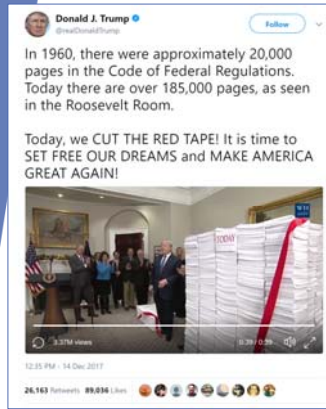 Donald J. Trump
@realDonaldTrump
Follow
In 1960, there were approximately 20,000
pages in the Code of Federal Regulations.
Today there are over 185,000 pages, as seen
in the Roosevelt Room.
Today, we CUT THE RED TAPE! It is time to
SET FREE OUR DREAMS and MAKE AMERICA
GREAT AGAIN!
TODAY
3.37M views
0:39 / 0:39
12:35 PM - 14 Dec 2017
26,163 Retweets 89,036 Likes